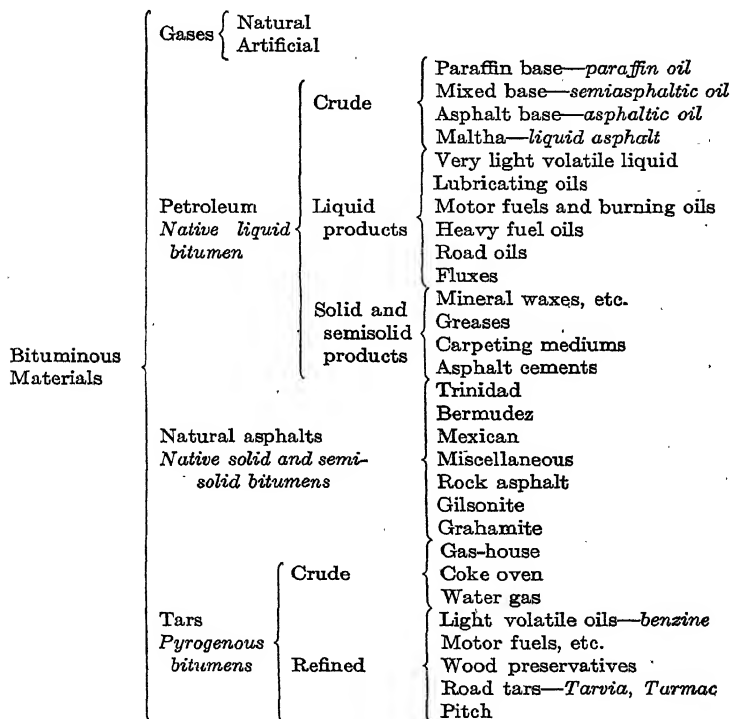 Gases
Natural
Artificial
Bituminous
Materials
Petroleum
Native liquid
bitumen
Crude
Paraffin base—paraffin oil
Mixed base—semiasphaltic oil
Asphalt base—asphaltic oil
Maltha—liquid asphalt
Liquid
products
Very light volatile liquid
Lubricating oils
Motor fuels and burning oils
Heavy fuel oils
Road oils
Fluxes
Solid and
semisolid
products
Mineral waxes, etc.
Greases
Carpeting mediums
Asphalt cements
Natural asphalts
Native solid and semi-
solid bitumens
Trinidad
Bermudez
Mexican
Miscellaneous
Rock asphalt
Gilsonite
Grahamite
Tars
Pyrogenous
bitumens
Crude
Gas-house
Coke oven
Water gas
Refined
Light volatile oils—benzine
Motor fuels, etc.
Wood preservatives
Road tars—Tarvia, Tarmac
Pitch